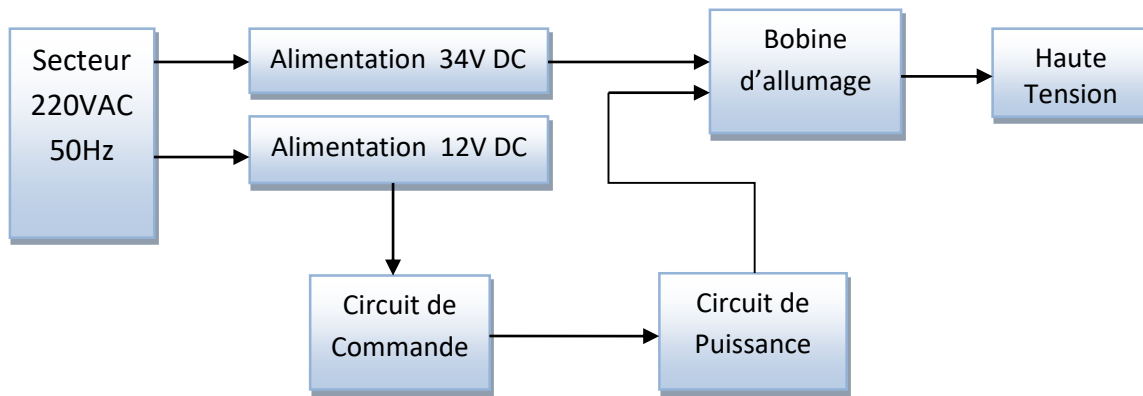 Secteur
220VAC
50Hz
Alimentation 34V DC
Alimentation 12V DC
Bobine
d’allumage
Haute
Tension
Circuit de
Commande
Circuit de
Puissance